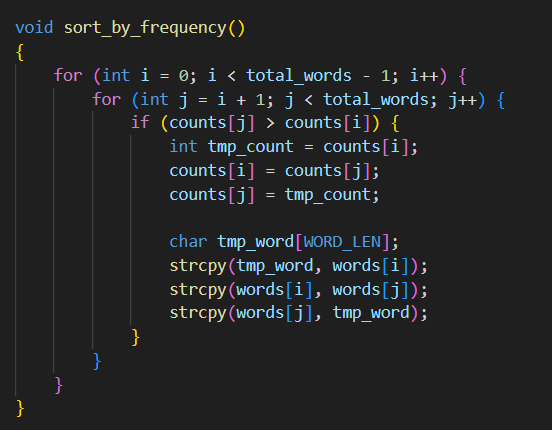 void sort_by_frequency()
{
    for (int i = 0; i < total_words - 1; i++) {
        for (int j = i + 1; j < total_words; j++) {
            if (counts[j] > counts[i]) {
                int tmp_count = counts[i];
                counts[i] = counts[j];
                counts[j] = tmp_count;

                char tmp_word[WORD_LEN];
                strcpy(tmp_word, words[i]);
                strcpy(words[i], words[j]);
                strcpy(words[j], tmp_word);
            }
        }
    }
}